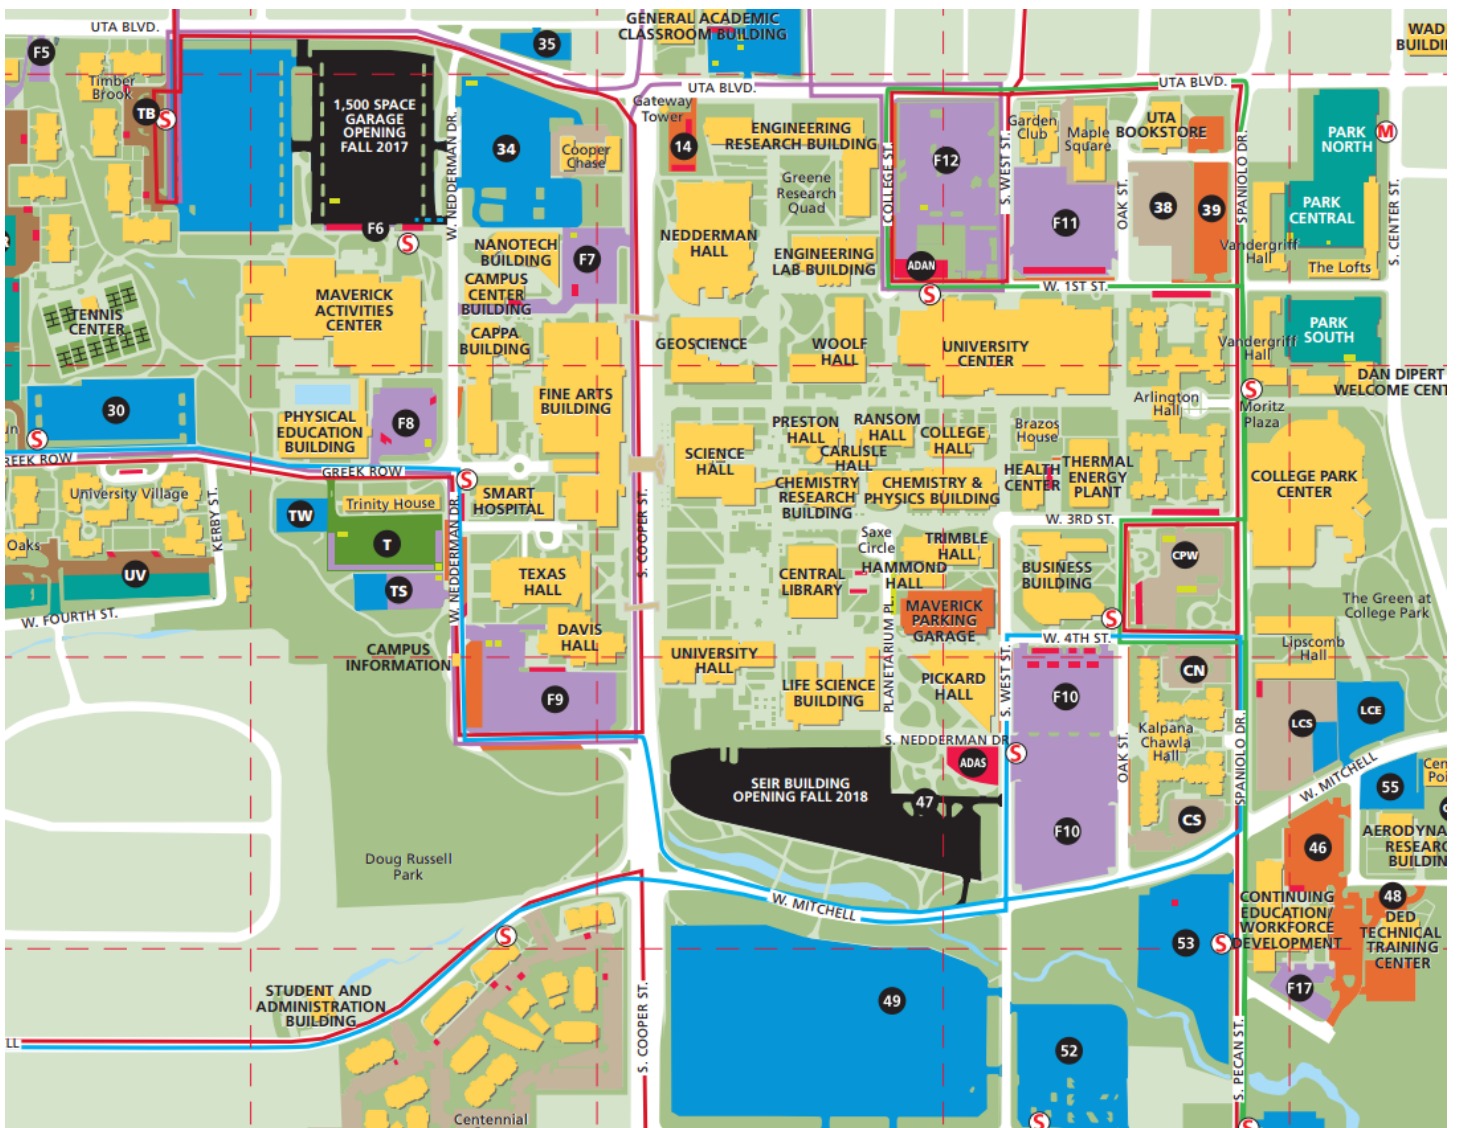 UTA BLVD.
GENERAL ACADEMIC
CLASSROOM BUILDING
35
WAD
BUILDI
F5
Timber
Brook
TB
S
1,500 SPACE
GARAGE
OPENING
FALL 2017
W. NEDDERMAN DR.
34
Cooper
Chase
UTA BLVD.
Gateway
Tower
14
ENGINEERING
RESEARCH BUILDING
Greene
Research
Quad
COLLEGE ST.
F12
S. WEST ST.
Garden
Club
Maple
Square
UTA BLVD.
UTA
BOOKSTORE
PARK
NORTH
M
F11
OAK ST.
38
39
SPANIOLO DR.
PARK
CENTRAL
S. CENTER ST.
Vandergriff
Hall
The Lofts
F6
S
NANOTECH
BUILDING
F7
CAMPUS
CENTER
BUILDING
NEDDERMAN
HALL
ENGINEERING
LAB BUILDING
ADAN
S
W. 1ST ST.
R
TENNIS
CENTER
MAVERICK
ACTIVITIES
CENTER
CAPPA
BUILDING
GEOSCIENCE
WOOLF
HALL
UNIVERSITY
CENTER
Vandergriff
Hall
PARK
SOUTH
DAN DIPERT
WELCOME CENT
S
Moritz
Plaza
30
S
un
PHYSICAL
EDUCATION
BUILDING
F8
FINE ARTS
BUILDING
Arlington
Hall
PRESTON
HALL
RANSOM
HALL
CARLISLE
HALL
COLLEGE
HALL
Brazos
House
SCIENCE
HALL
CHEMISTRY
RESEARCH
BUILDING
CHEMISTRY &
PHYSICS BUILDING
HEALTH
CENTER
THERMAL
ENERGY
PLANT
COLLEGE PARK
CENTER
REEK ROW
GREEK ROW
S
University Village
KERBY ST.
TW
Trinity House
T
W. NEDDERMAN DR.
SMART
HOSPITAL
S. COOPER ST.
W. 3RD ST.
Saxe
Circle
TRIMBLE
HALL
Oaks
UV
TS
TEXAS
HALL
CENTRAL
LIBRARY
HAMMOND
HALL
BUSINESS
BUILDING
CPW
W. FOURTH ST.
MAVERICK
PARKING
GARAGE
S
The Green at
College Park
CAMPUS
INFORMATION
DAVIS
HALL
UNIVERSITY
HALL
PLANETARIUM PL.
W. 4TH ST.
Lipscomb
Hall
F9
LIFE SCIENCE
BUILDING
PICKARD
HALL
S. WEST ST.
F10
CN
LCS
LCE
Kalpana
Chawla
Hall
S. NEDDERMAN DR.
ADAS
S
OAK ST.
SPANIOLO DR.
W. MITCHELL
SEIR BUILDING
OPENING FALL 2018
47
F10
CS
55
Cen
Poi
AERODYNA
RESEARC
BUILDIN
46
Doug Russell
Park
W. MITCHELL
48
CONTINUING
EDUCATION/
WORKFORCE
DEVELOPMENT
DED
TECHNICAL
TRAINING
CENTER
S
53
S
F17
STUDENT AND
ADMINISTRATION
BUILDING
S. COOPER ST.
49
LL
52
S. PECAN ST.
Centennial
S
S